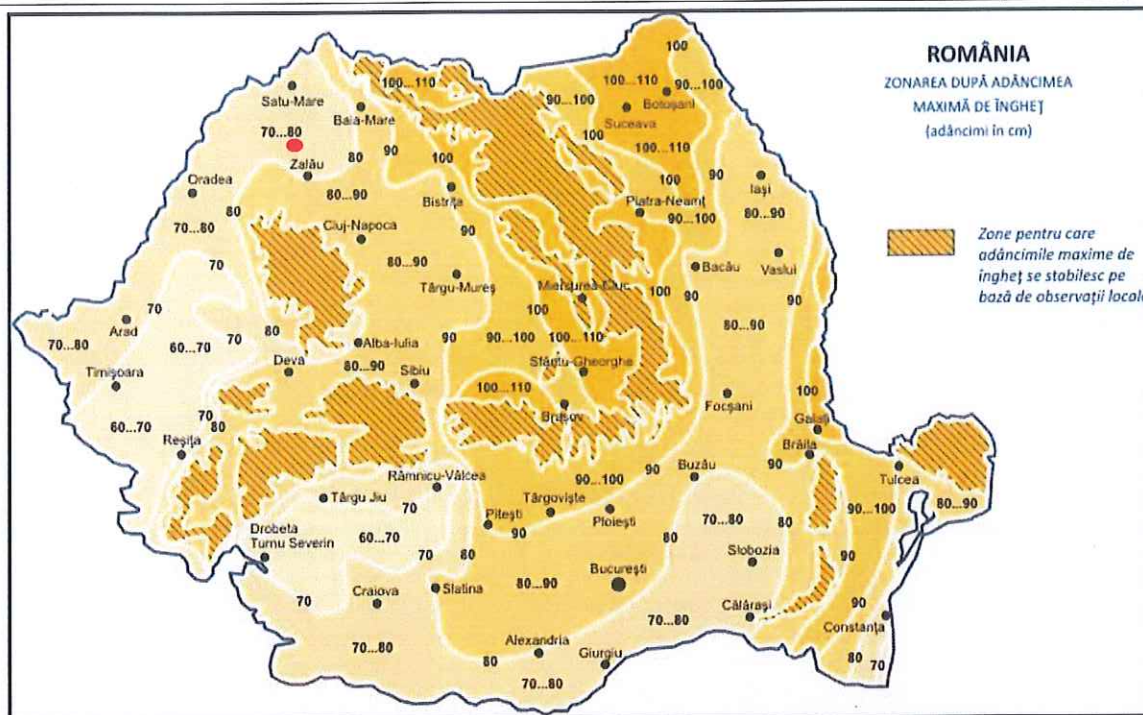 ROMÂNIA
ZONAREA DUPĂ ADÂNCIMEA
MAXIMĂ DE ÎNGHEȚ
(adâncimi în cm)
Zone pentru care
adâncimile maxime de
îngheț se stabilesc pe
bază de observații local
100
100...110
100...110
90...100
Satu-Mare
90...100
Botoșani
Baia-Mare
Suceava
70...80
100
90
100...110
80
100
Zalău
100
90
Iași
Oradea
80...90
Bistrița
Piatra-Neamț
80
90...100
80...90
70...80
Cluj-Napoca
90
70
80...90
Bacău
Vaslui
Târgu-Mureș
100
90
Miercurea-Ciuc
90
70
100
Arad
80...90
70...80
60...70
70
80
90
90...100
100...110
Alba-Iulia
Deva
80...90
Sfântu-Gheorghe
Timișoara
Sibiu
100...110
100
Focșani
60...70
70
Brașov
Galați
80
Reșița
Brăila
90
Buzău
90
Râmnicu-Vâlcea
90...100
Tulcea
Târgu Jiu
70
Târgoviște
80...90
Pitești
Ploiești
70...80
80
90...100
Drobeta
Turnu Severin
60...70
90
80
70
80
Slobozia
90
București
80...90
Slatina
70
Craiova
Călărași
90
70...80
Constanța
70...80
Alexandria
80
Giurgiu
80
70
70...80